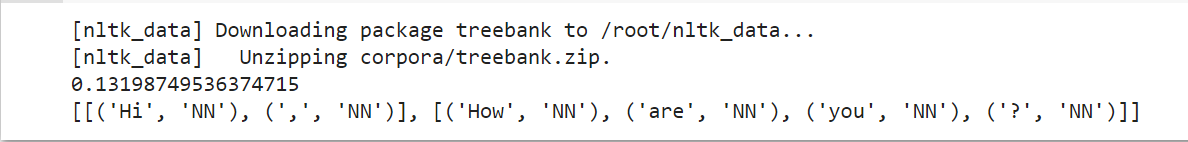 [nltk_data] Downloading package treebank to /root/nltk_data...
[nltk_data]   Unzipping corpora/treebank.zip.
0.13198749536374715
[[('Hi', 'NN'), (',', 'NN')], [('How', 'NN'), ('are', 'NN'), ('you', 'NN'), ('?', 'NN')]]